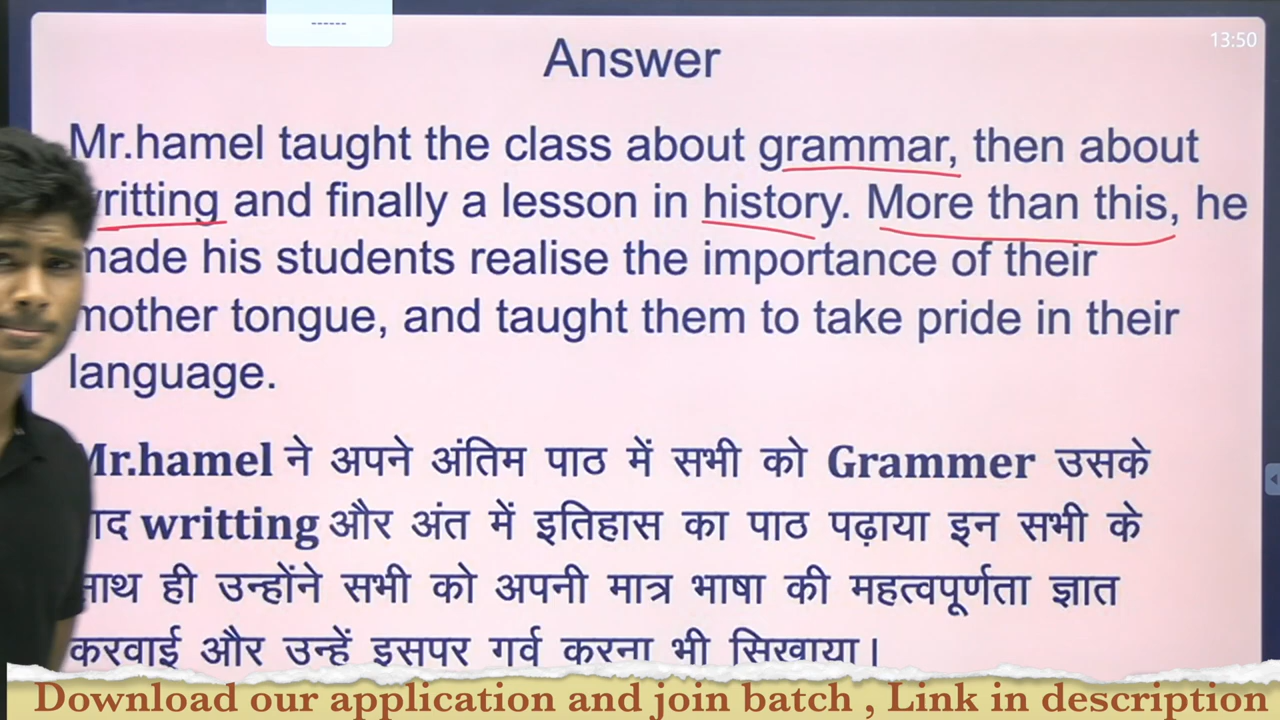 ------
13:50
Answer
Mr.hamel taught the class about grammar, then about
writting and finally a lesson in history. More than this, he
made his students realise the importance of their
mother tongue, and taught them to take pride in their
language.
Mr.hamel ने अपने अंतिम पाठ में सभी को Grammer उसके
बाद writting और अंत में इतिहास का पाठ पढ़ाया इन सभी के
साथ ही उन्होंने सभी को अपनी मात्र भाषा की महत्वपूर्णता ज्ञात
करवाई और उन्हें इसपर गर्व करना भी सिखाया।
Download our application and join batch , Link in description